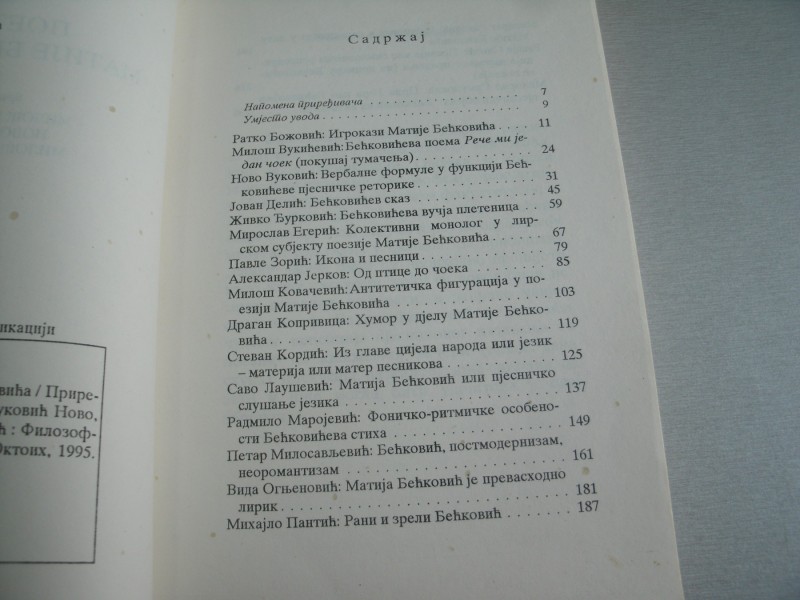 икацији
вића / Прире-
уковић Ново,
ћ : Филозоф-
Октоих, 1995.
Садржај
Напомена приређивача . . . . . . . . . . . . . . . . 7
Умјесто увода . . . . . . . . . . . . . . . . . . . . 9
Ратко Божовић: Игрокази Матије Бећковића . . . . 11
Милош Вукићевић: Бећковићева поема Рече ми је-
дан чоек (покушај тумачења) . . . . . . . . . . . . 24
Ново Вуковић: Вербалне формуле у функцији Бећ-
ковићеве пјесничке реторике . . . . . . . . . . . . 31
Јован Делић: Бећковићев сказ . . . . . . . . . . . . 45
Живко Ђурковић: Бећковићева вучја плетеница . . 59
Мирослав Егерић: Колективни монолог у лир-
ском субјекту поезије Матије Бећковића . . . . . . 67
Павле Зорић: Икона и песници . . . . . . . . . . . . 79
Александар Јерков: Од птице до чоека . . . . . . . 85
Милош Ковачевић: Антитетичка фигурација у по-
езији Матије Бећковића . . . . . . . . . . . . . . 103
Драган Копривица: Хумор у дјелу Матије Бећко-
вића . . . . . . . . . . . . . . . . . . . . . . . . 119
Стеван Кордић: Из главе цијела народа или језик
– материја или матер песникова . . . . . . . . . . 125
Саво Лаушевић: Матија Бећковић или пјесничко
слушање језика . . . . . . . . . . . . . . . . . . . 137
Радмило Маројевић: Фоничко-ритмичке особено-
сти Бећковићева стиха . . . . . . . . . . . . . . . 149
Петар Милосављевић: Бећковић, постмодернизам,
неоромантизам . . . . . . . . . . . . . . . . . . . 161
Вида Огњеновић: Матија Бећковић је превасходно
лирик . . . . . . . . . . . . . . . . . . . . . . . . 181
Михајло Пантић: Рани и зрели Бећковић . . . . . . 187